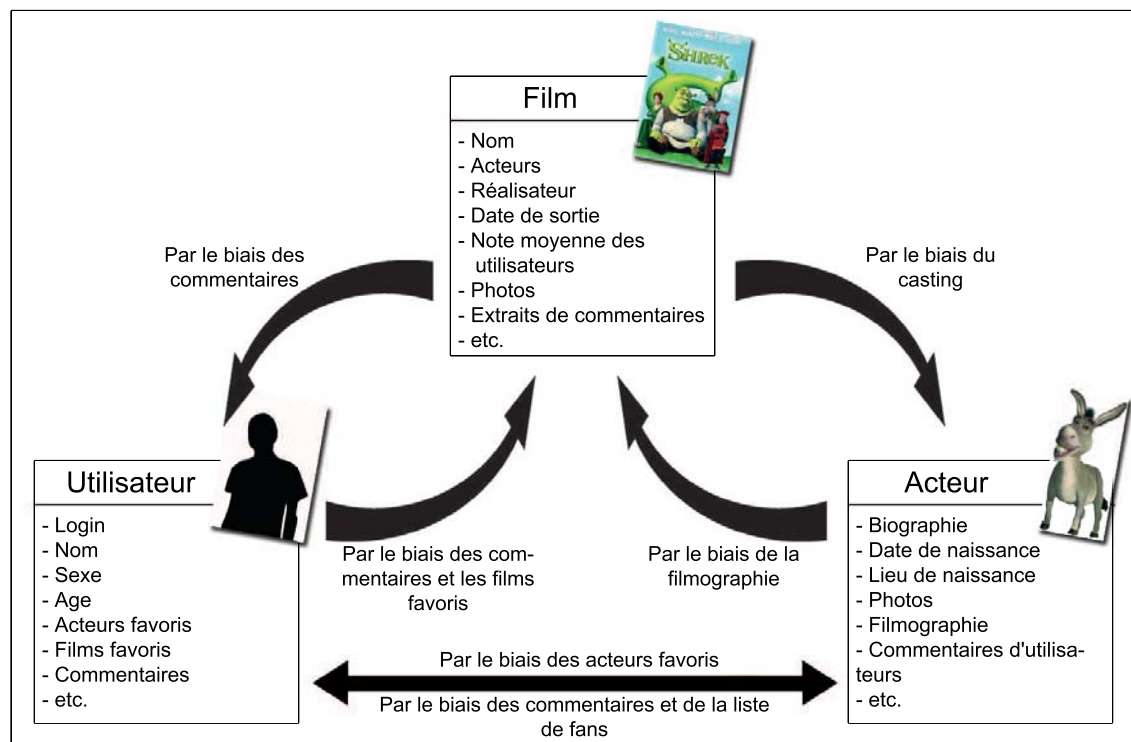 SHREK
Film
- Nom
- Acteurs
- Réalisateur
- Date de sortie
- Note moyenne des
utilisateurs
- Photos
- Extraits de commentaires
- etc.
Par le biais des
commentaires
Par le biais du
casting
Utilisateur
- Login
- Nom
- Sexe
- Age
- Acteurs favoris
- Films favoris
- Commentaires
- etc.
Par le biais des com-
mentaires et les films
favoris
Par le biais de la
filmographie
Acteur
- Biographie
- Date de naissance
- Lieu de naissance
- Photos
- Filmographie
- Commentaires d'utilisa-
teurs
- etc.
Par le biais des acteurs favoris
Par le biais des commentaires et de la liste
de fans